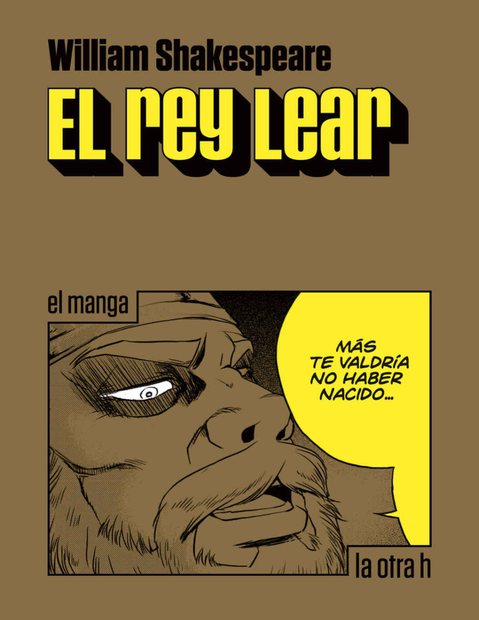 William Shakespeare
EL rey Lear
el manga
MÁS
TE VALDRÍA
NO HABER
NACIDO...
la otra h